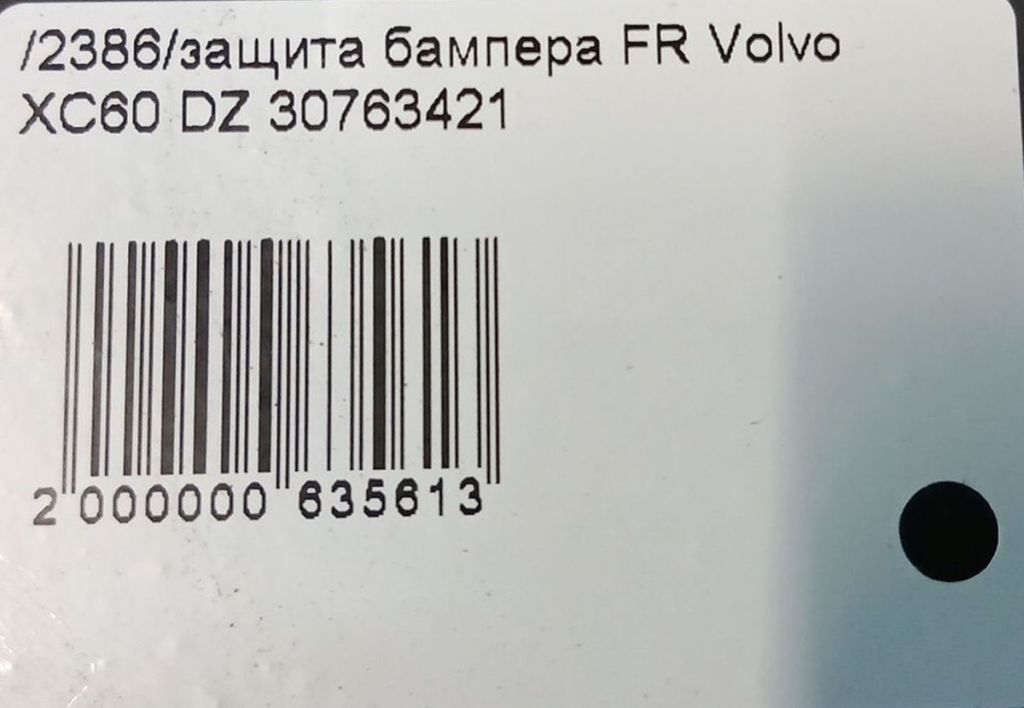 /2386/защита бампера FR Volvo
XC60 DZ 30763421
2 000000 635613